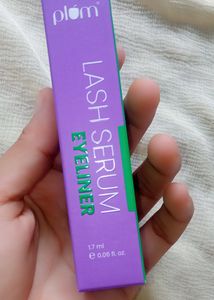 plum
LASH SERUM
EYELINER
1.7 ml
℮ 0.06 fl. oz.